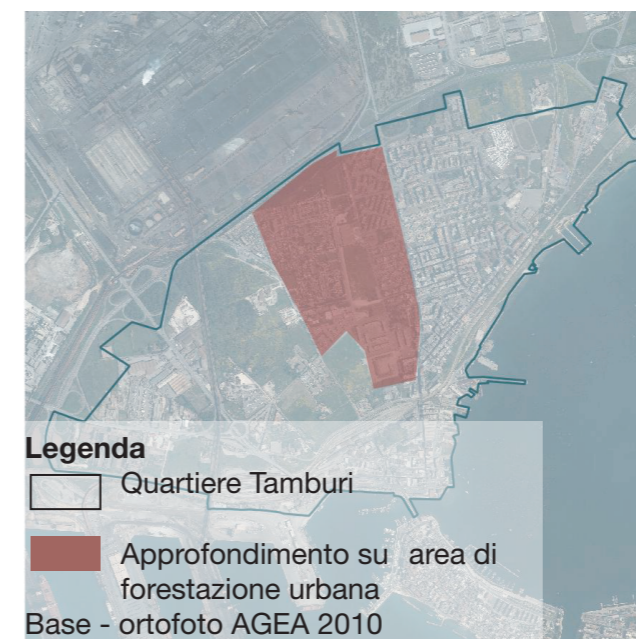 Legenda
Quartiere Tamburi
Approfondimento su area di
forestazione urbana
Base - ortofoto AGEA 2010